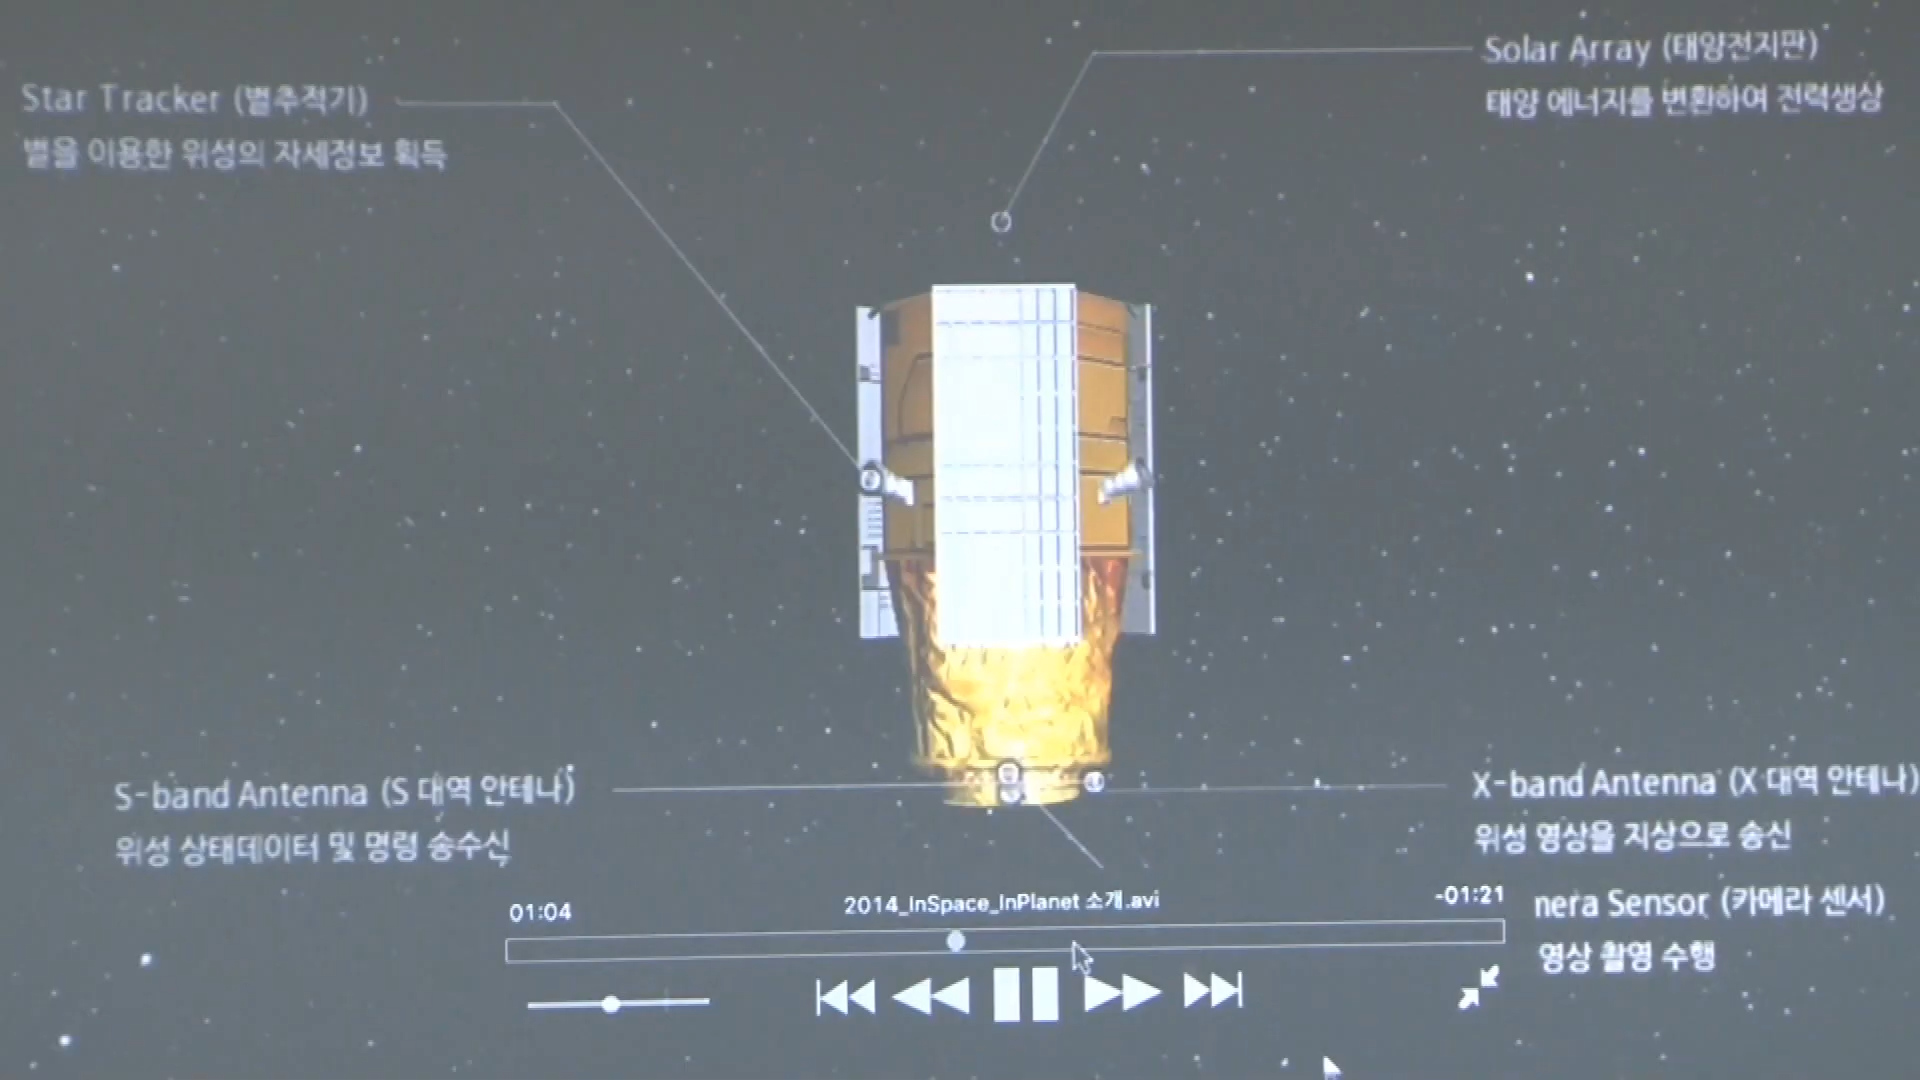 Star Tracker (별추적기)
별을 이용한 위성의 자세정보 획득
Solar Array (태양전지판)
태양 에너지를 변환하여 전력생상
S-band Antenna (S 대역 안테나)
위성 상태데이터 및 명령 송수신
X-band Antenna (X 대역 안테나)
위성 영상을 지상으로 송신
nera Sensor (카메라 센서)
영상 촬영 수행
01:04
2014_InSpace_InPlanet 소개.avi
-01:21